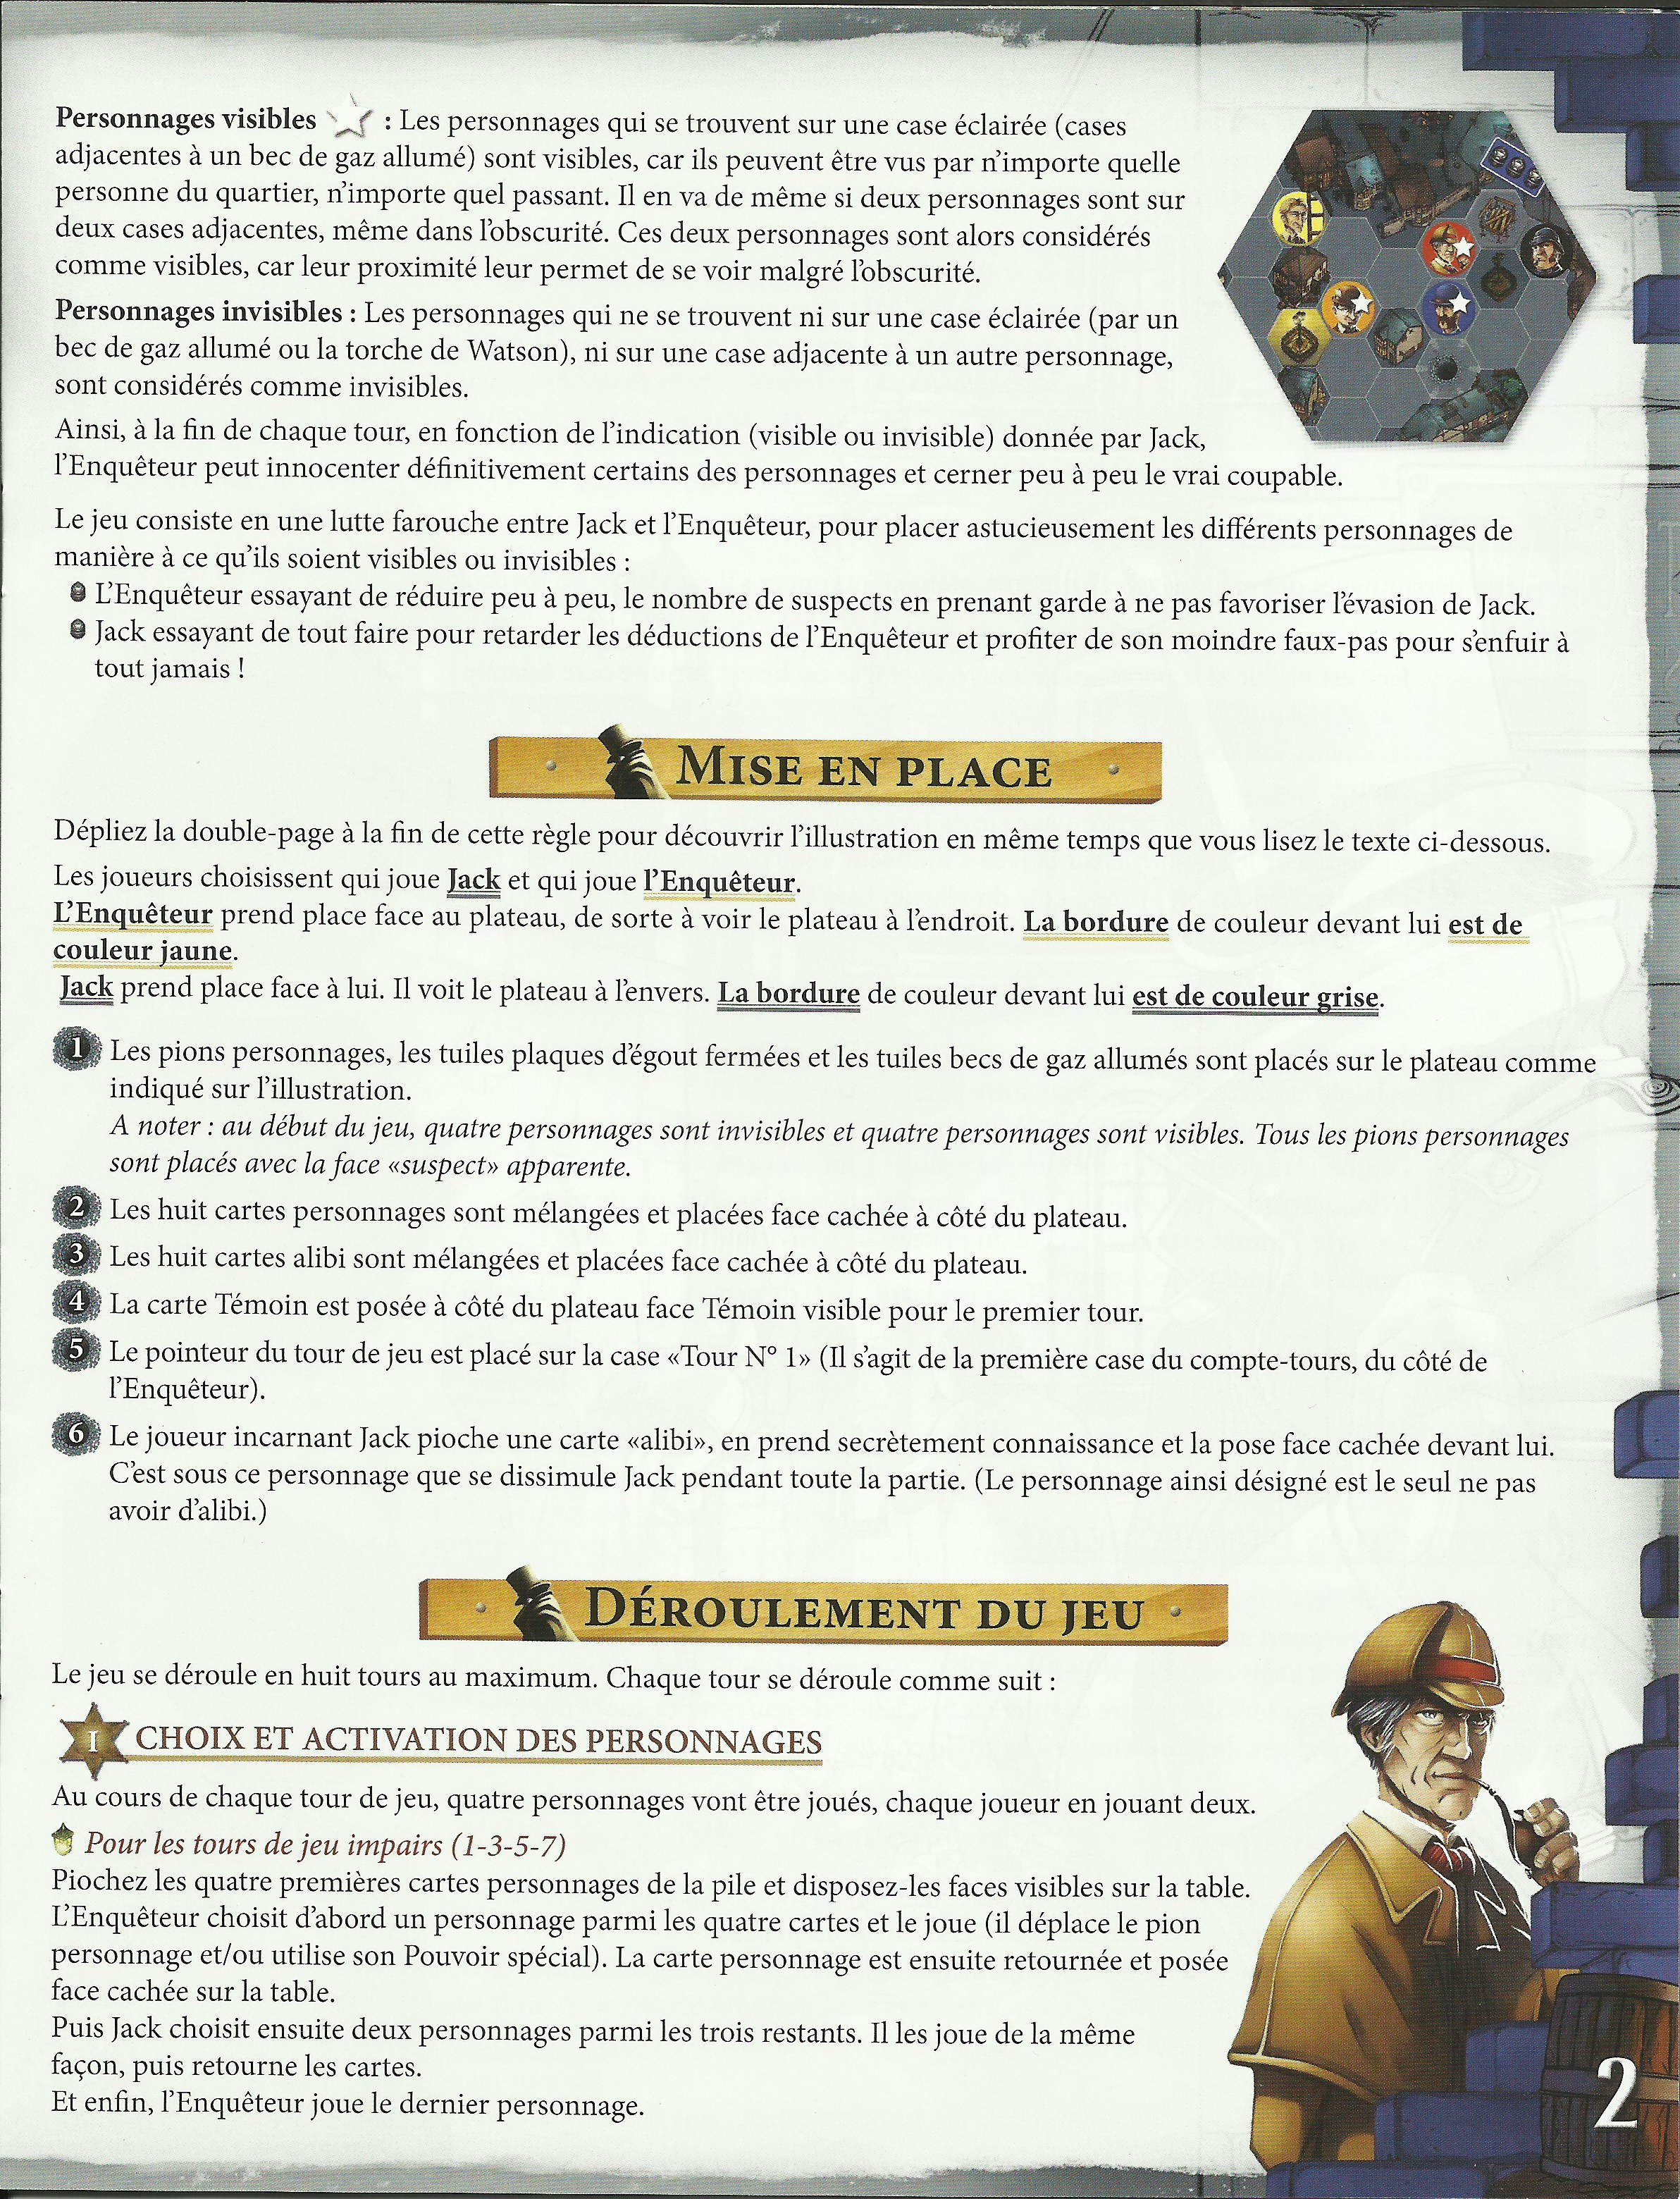 Personnages visibles : Les personnages qui se trouvent sur une case éclairée (cases
adjacentes à un bec de gaz allumé) sont visibles, car ils peuvent être vus par n'importe quelle
personne du quartier, n'importe quel passant. Il en va de même si deux personnages sont sur
deux cases adjacentes, même dans l'obscurité. Ces deux personnages sont alors considérés
comme visibles, car leur proximité leur permet de se voir malgré l'obscurité.
Personnages invisibles : Les personnages qui ne se trouvent ni sur une case éclairée (par un
bec de gaz allumé ou la torche de Watson), ni sur une case adjacente à un autre personnage,
sont considérés comme invisibles.
Ainsi, à la fin de chaque tour, en fonction de l'indication (visible ou invisible) donnée par Jack,
l'Enquêteur peut innocenter définitivement certains des personnages et cerner peu à peu le vrai coupable.
Le jeu consiste en une lutte farouche entre Jack et l'Enquêteur, pour placer astucieusement les différents personnages de
manière à ce qu'ils soient visibles ou invisibles :
L'Enquêteur essayant de réduire peu à peu, le nombre de suspects en prenant garde à ne pas favoriser l'évasion de Jack.
Jack essayant de tout faire pour retarder les déductions de l'Enquêteur et profiter de son moindre faux-pas pour s'enfuir à
tout jamais !
MISE EN PLACE
Dépliez la double-page à la fin de cette règle pour découvrir l'illustration en même temps que vous lisez le texte ci-dessous.
Les joueurs choisissent qui joue Jack et qui joue l'Enquêteur.
L'Enquêteur prend place face au plateau, de sorte à voir le plateau à l'endroit. La bordure de couleur devant lui est de
couleur jaune.
Jack prend place face à lui. Il voit le plateau à l'envers. La bordure de couleur devant lui est de couleur grise.
1 Les pions personnages, les tuiles plaques d'égout fermées et les tuiles becs de gaz allumés sont placés sur le plateau comme
indiqué sur l'illustration.
A noter : au début du jeu, quatre personnages sont invisibles et quatre personnages sont visibles. Tous les pions personnages
sont placés avec la face «suspect» apparente.
2 Les huit cartes personnages sont mélangées et placées face cachée à côté du plateau.
3 Les huit cartes alibi sont mélangées et placées face cachée à côté du plateau.
4 La carte Témoin est posée à côté du plateau face Témoin visible pour le premier tour.
5 Le pointeur du tour de jeu est placé sur la case «Tour N° 1» (Il s'agit de la première case du compte-tours, du côté de
l'Enquêteur).
6 Le joueur incarnant Jack pioche une carte «alibi», en prend secrètement connaissance et la pose face cachée devant lui.
C'est sous ce personnage que se dissimule Jack pendant toute la partie. (Le personnage ainsi désigné est le seul ne pas
avoir d'alibi.)
DÉROULEMENT DU JEU
Le jeu se déroule en huit tours au maximum. Chaque tour se déroule comme suit :
I CHOIX ET ACTIVATION DES PERSONNAGES
Au cours de chaque tour de jeu, quatre personnages vont être joués, chaque joueur en jouant deux.
Pour les tours de jeu impairs (1-3-5-7)
Piochez les quatre premières cartes personnages de la pile et disposez-les faces visibles sur la table.
L'Enquêteur choisit d'abord un personnage parmi les quatre cartes et le joue (il déplace le pion
personnage et/ou utilise son Pouvoir spécial). La carte personnage est ensuite retournée et posée
face cachée sur la table.
Puis Jack choisit ensuite deux personnages parmi les trois restants. Il les joue de la même
façon, puis retourne les cartes.
Et enfin, l'Enquêteur joue le dernier personnage.
2